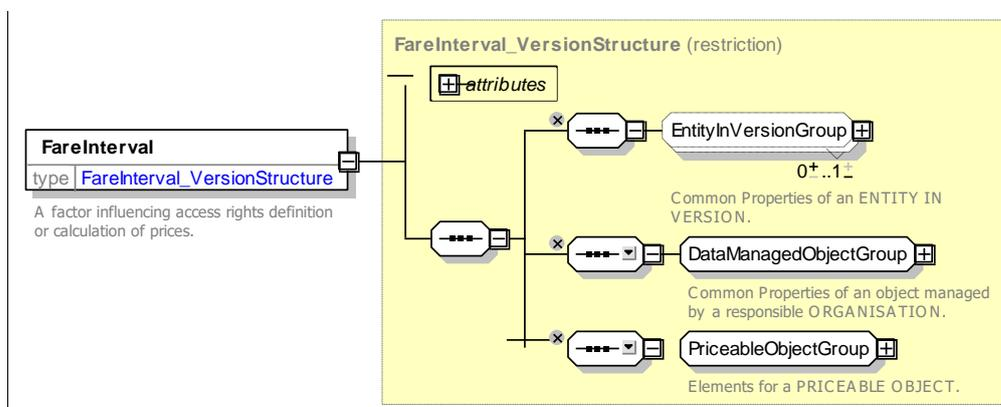 FareInterval_VersionStructure (restriction)
attributes
FareInterval
type FareInterval_VersionStructure
A factor influencing access rights definition
or calculation of prices.
EntityInVersionGroup
0..1
Common Properties of an ENTITY IN
VERSION.
DataManagedObjectGroup
Common Properties of an object managed
by a responsible ORGANISATION.
PriceableObjectGroup
Elements for a PRICEABLE OBJECT.